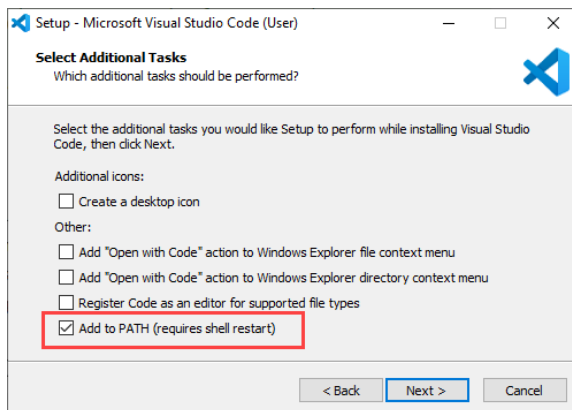 Setup - Microsoft Visual Studio Code (User)
Select Additional Tasks
Which additional tasks should be performed?
Select the additional tasks you would like Setup to perform while installing Visual Studio
Code, then click Next.
Additional icons:
Create a desktop icon
Other:
Add "Open with Code" action to Windows Explorer file context menu
Add "Open with Code" action to Windows Explorer directory context menu
Register Code as an editor for supported file types
Add to PATH (requires shell restart)
< Back Next > Cancel